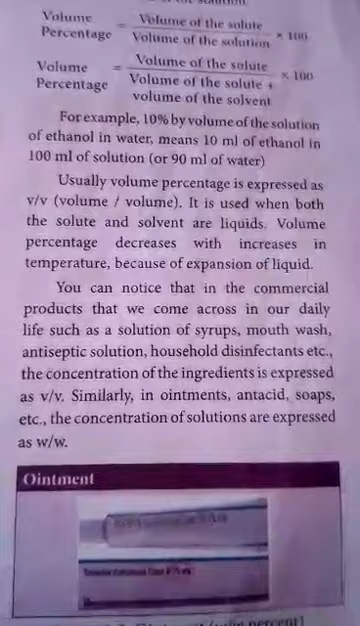 Volume Percentage = Volume of the solute / Volume of the solution × 100
Volume Percentage = Volume of the solute / Volume of the solute + volume of the solvent × 100
For example, 10% by volume of the solution
of ethanol in water, means 10 ml of ethanol in
100 ml of solution (or 90 ml of water)
Usually volume percentage is expressed as
v/v (volume / volume). It is used when both
the solute and solvent are liquids. Volume
percentage decreases with increases in
temperature, because of expansion of liquid.
You can notice that in the commercial
products that we come across in our daily
life such as a solution of syrups, mouth wash,
antiseptic solution, household disinfectants etc.,
the concentration of the ingredients is expressed
as v/v. Similarly, in ointments, antacid, soaps,
etc., the concentration of solutions are expressed
as w/w.
Ointment